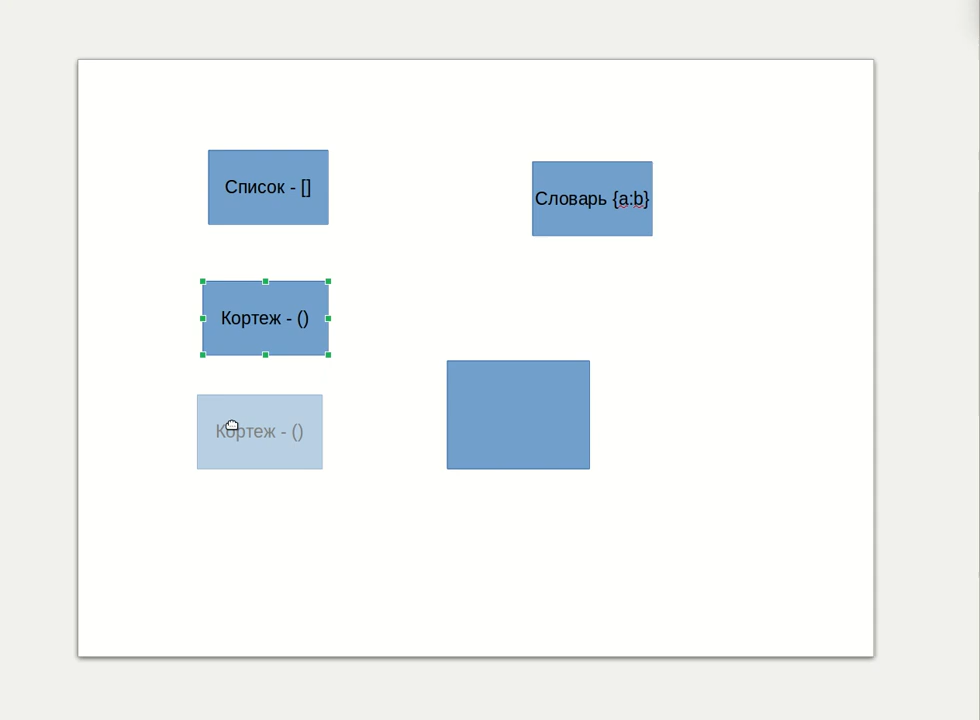 Список - []
Словарь {a:b}
Кортеж - ()
Кортеж - ()